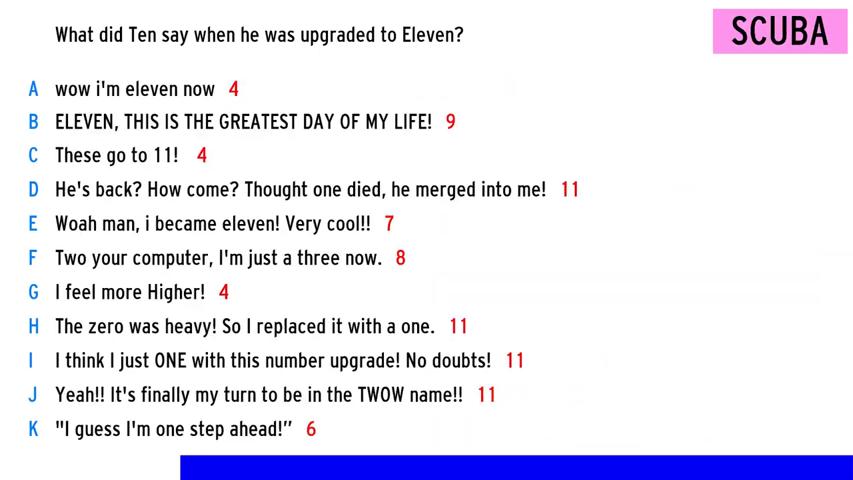 What did Ten say when he was upgraded to Eleven?
SCUBA
A wow i'm eleven now 4
B ELEVEN, THIS IS THE GREATEST DAY OF MY LIFE! 9
C These go to 11! 4
D He's back? How come? Thought one died, he merged into me! 11
E Woah man, i became eleven! Very cool!! 7
F Two your computer, I'm just a three now. 8
G I feel more Higher! 4
H The zero was heavy! So I replaced it with a one. 11
I I think I just ONE with this number upgrade! No doubts! 11
J Yeah!! It's finally my turn to be in the TWOW name!! 11
K "I guess I'm one step ahead!” 6